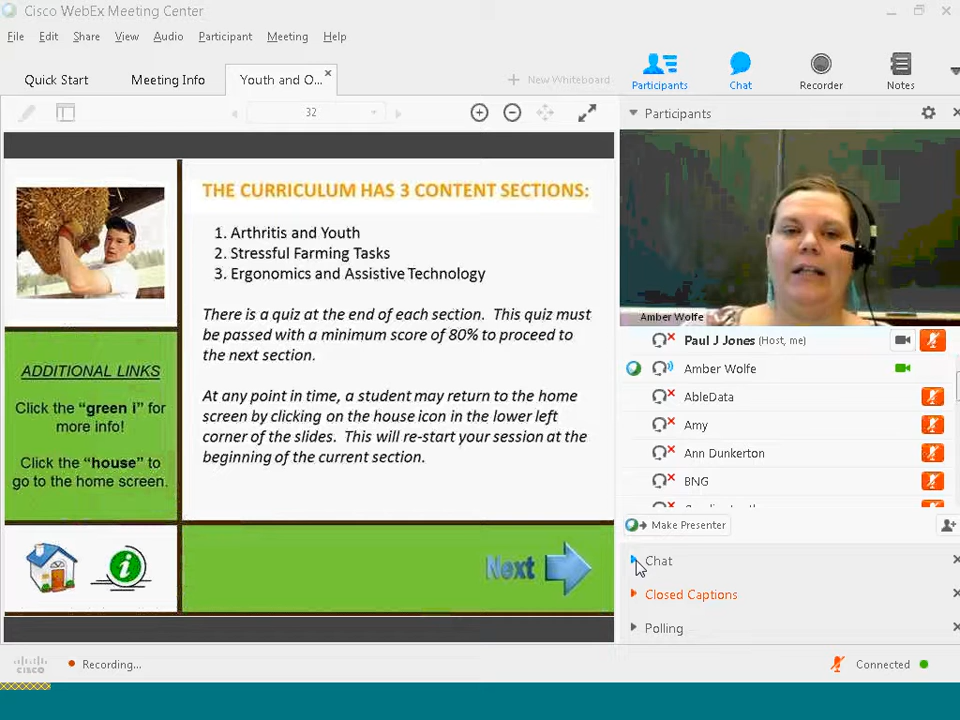 Cisco WebEx Meeting Center
File Edit Share View Audio Participant Meeting Help
Quick Start Meeting Info Youth and O... New Whiteboard
Participants Chat Recorder Notes
32
Participants
THE CURRICULUM HAS 3 CONTENT SECTIONS:
1. Arthritis and Youth
2. Stressful Farming Tasks
3. Ergonomics and Assistive Technology
There is a quiz at the end of each section. This quiz must
be passed with a minimum score of 80% to proceed to
the next section.
At any point in time, a student may return to the home
screen by clicking on the house icon in the lower left
corner of the slides. This will re-start your session at the
beginning of the current section.
ADDITIONAL LINKS
Click the "green i" for
more info!
Click the "house" to
go to the home screen.
Next
Amber Wolfe
Paul J Jones (Host, me)
Amber Wolfe
AbleData
Amy
Ann Dunkerton
BNG
Make Presenter
Chat
Closed Captions
Polling
cisco
Recording...
Connected